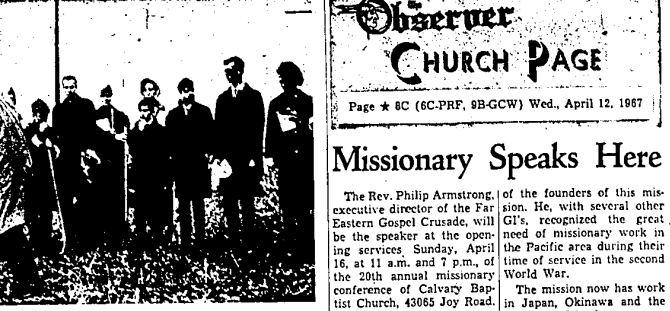 The
Observer
CHURCH PAGE
Page ★ 8C (6C-PRF, 9B-GCW) Wed., April 12, 1967
Missionary Speaks Here
The Rev. Philip Armstrong,
executive director of the Far
Eastern Gospel Crusade, will
be the speaker at the open-
ing services Sunday, April
16, at 11 a.m. and 7 p.m., of
the 20th annual missionary
conference of Calvary Bap-
tist Church, 43065 Joy Road.
of the founders of this mis-
sion. He, with several other
GI's, recognized the great
need of missionary work in
the Pacific area during their
time of service in the second
World War.
The mission now has work
in Japan, Okinawa and the